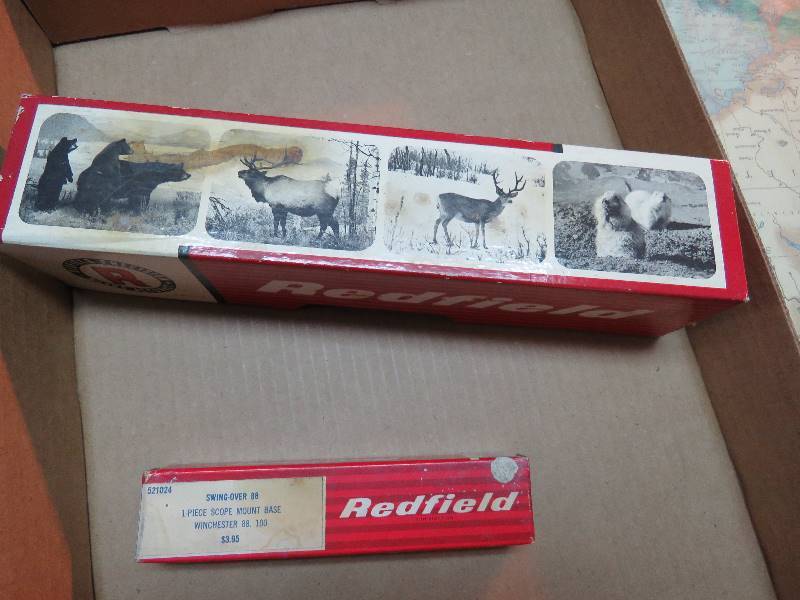 Redfield
R
521024
SWING-OVER 88
1-PIECE SCOPE MOUNT BASE
WINCHESTER 88, 100
$3.95
Redfield